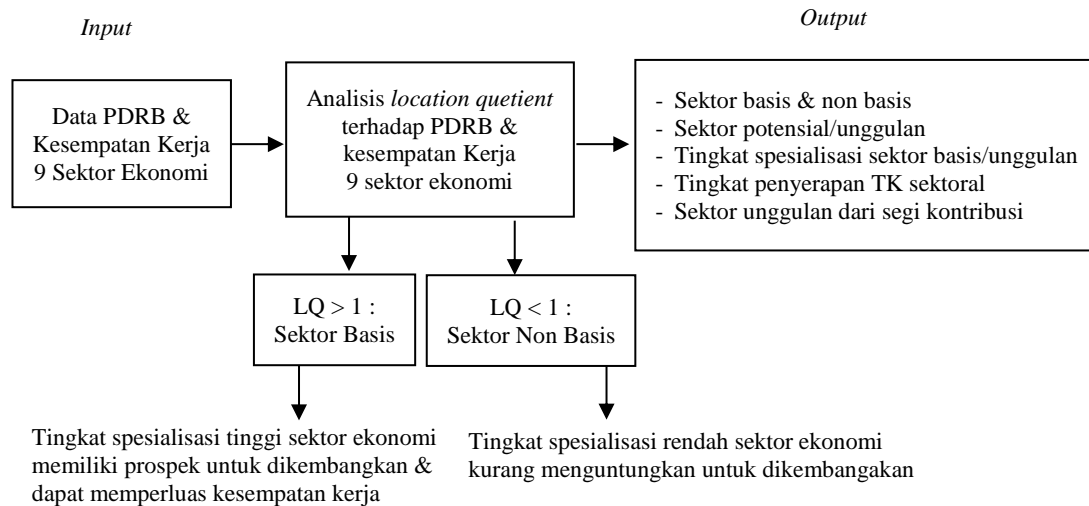 Input
Output
Data PDRB &
Kesempatan Kerja
9 Sektor Ekonomi
Analisis location quetient
terhadap PDRB &
kesempatan Kerja
9 sektor ekonomi
- Sektor basis & non basis
- Sektor potensial/unggulan
- Tingkat spesialisasi sektor basis/unggulan
- Tingkat penyerapan TK sektoral
- Sektor unggulan dari segi kontribusi
LQ > 1 :
Sektor Basis
LQ < 1 :
Sektor Non Basis
Tingkat spesialisasi tinggi sektor ekonomi
memiliki prospek untuk dikembangkan &
dapat memperluas kesempatan kerja
Tingkat spesialisasi rendah sektor ekonomi
kurang menguntungkan untuk dikembangakan